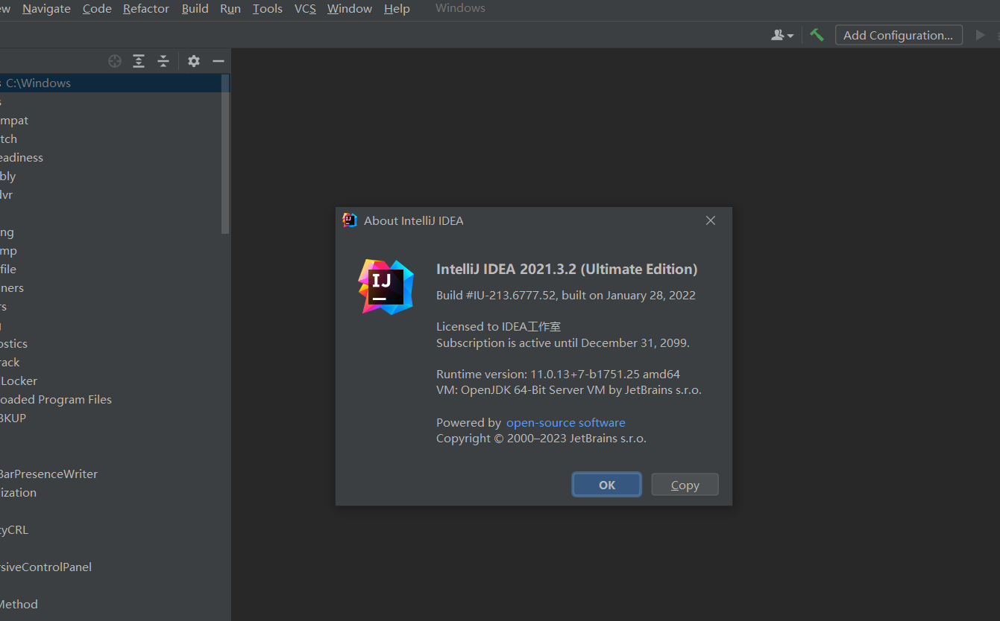 ew Navigate Code Refactor Build Run Tools VCS Window Help Windows
Add Configuration...
s C:\Windows
s
mpat
tch
eadiness
bly
dvr
ng
mp
file
ners
rs
g
ostics
rack
Locker
oaded Program Files
BKUP
BarPresenceWriter
ization
tyCRL
rsiveControlPanel
Method
About IntelliJ IDEA
IJ
IntelliJ IDEA 2021.3.2 (Ultimate Edition)
Build #IU-213.6777.52, built on January 28, 2022
Licensed to IDEA工作室
Subscription is active until December 31, 2099.
Runtime version: 11.0.13+7-b1751.25 amd64
VM: OpenJDK 64-Bit Server VM by JetBrains s.r.o.
Powered by open-source software
Copyright © 2000–2023 JetBrains s.r.o.
OK Copy